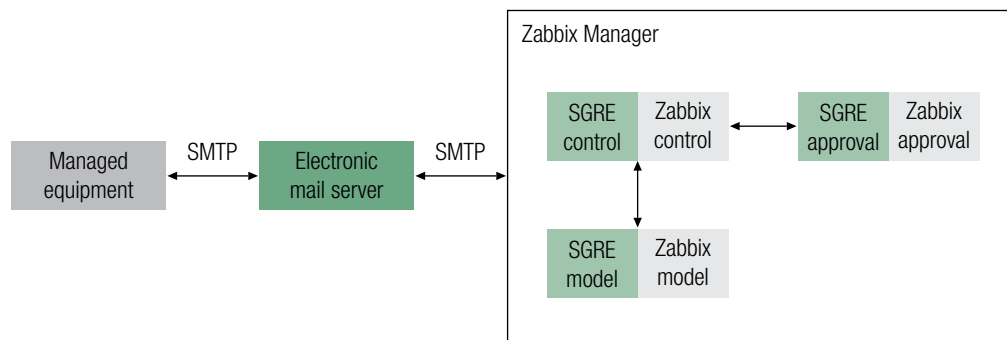 Zabbix Manager
SGRE
control
Zabbix
control
SGRE
approval
Zabbix
approval
SMTP
SMTP
Managed
equipment
Electronic
mail server
SGRE
model
Zabbix
model